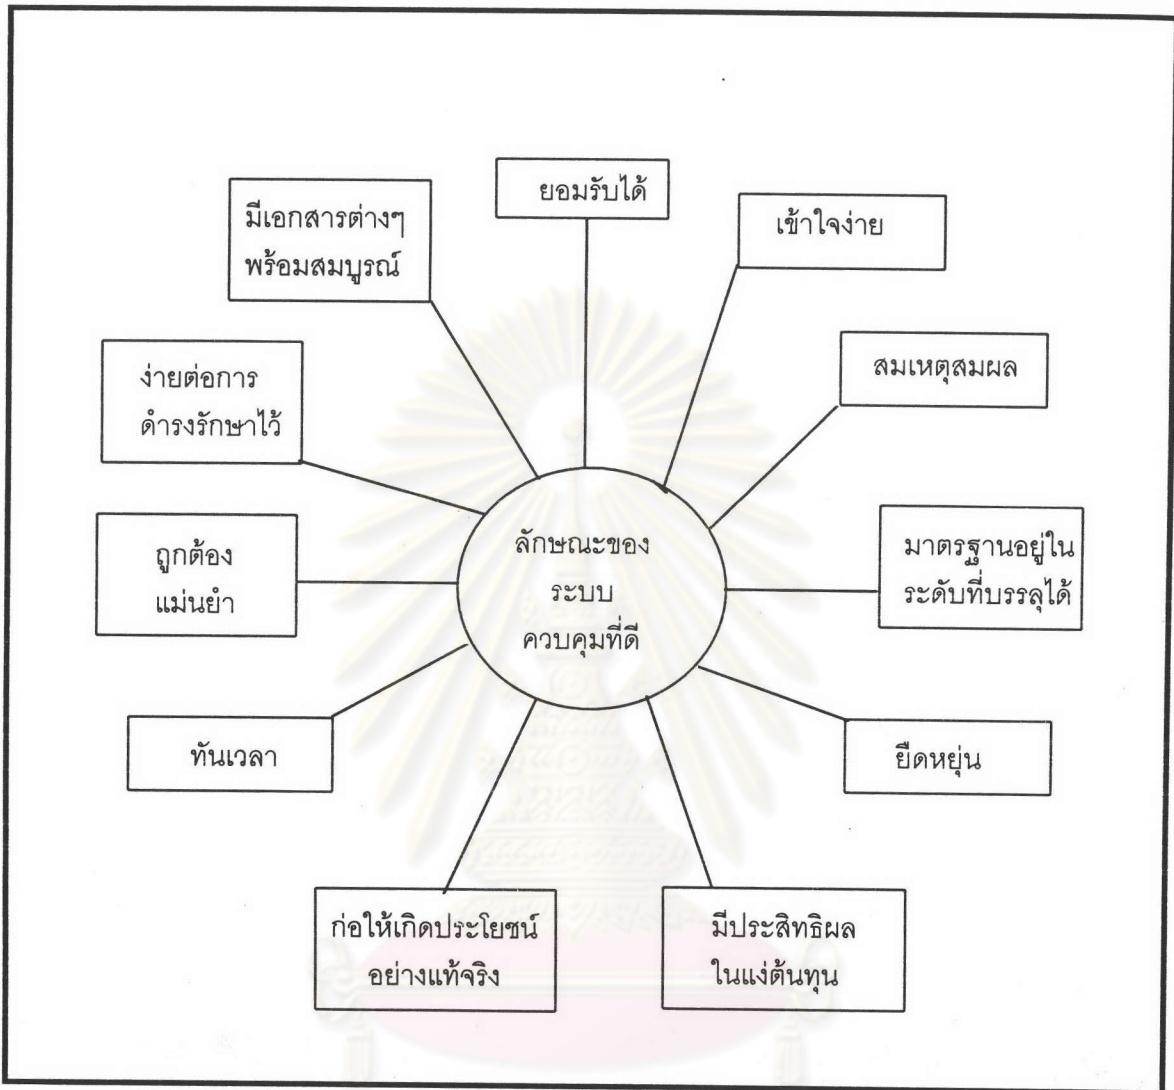 ยอมรับได้
มีเอกสารต่างๆ
พร้อมสมบูรณ์
เข้าใจง่าย
ง่ายต่อการ
ดำรงรักษาไว้
สมเหตุสมผล
ถูกต้อง
แม่นยำ
ลักษณะของ
ระบบ
ควบคุมที่ดี
มาตรฐานอยู่ใน
ระดับที่บรรลุได้
ทันเวลา
ยืดหยุ่น
ก่อให้เกิดประโยชน์
อย่างแท้จริง
มีประสิทธิผล
ในแง่ต้นทุน